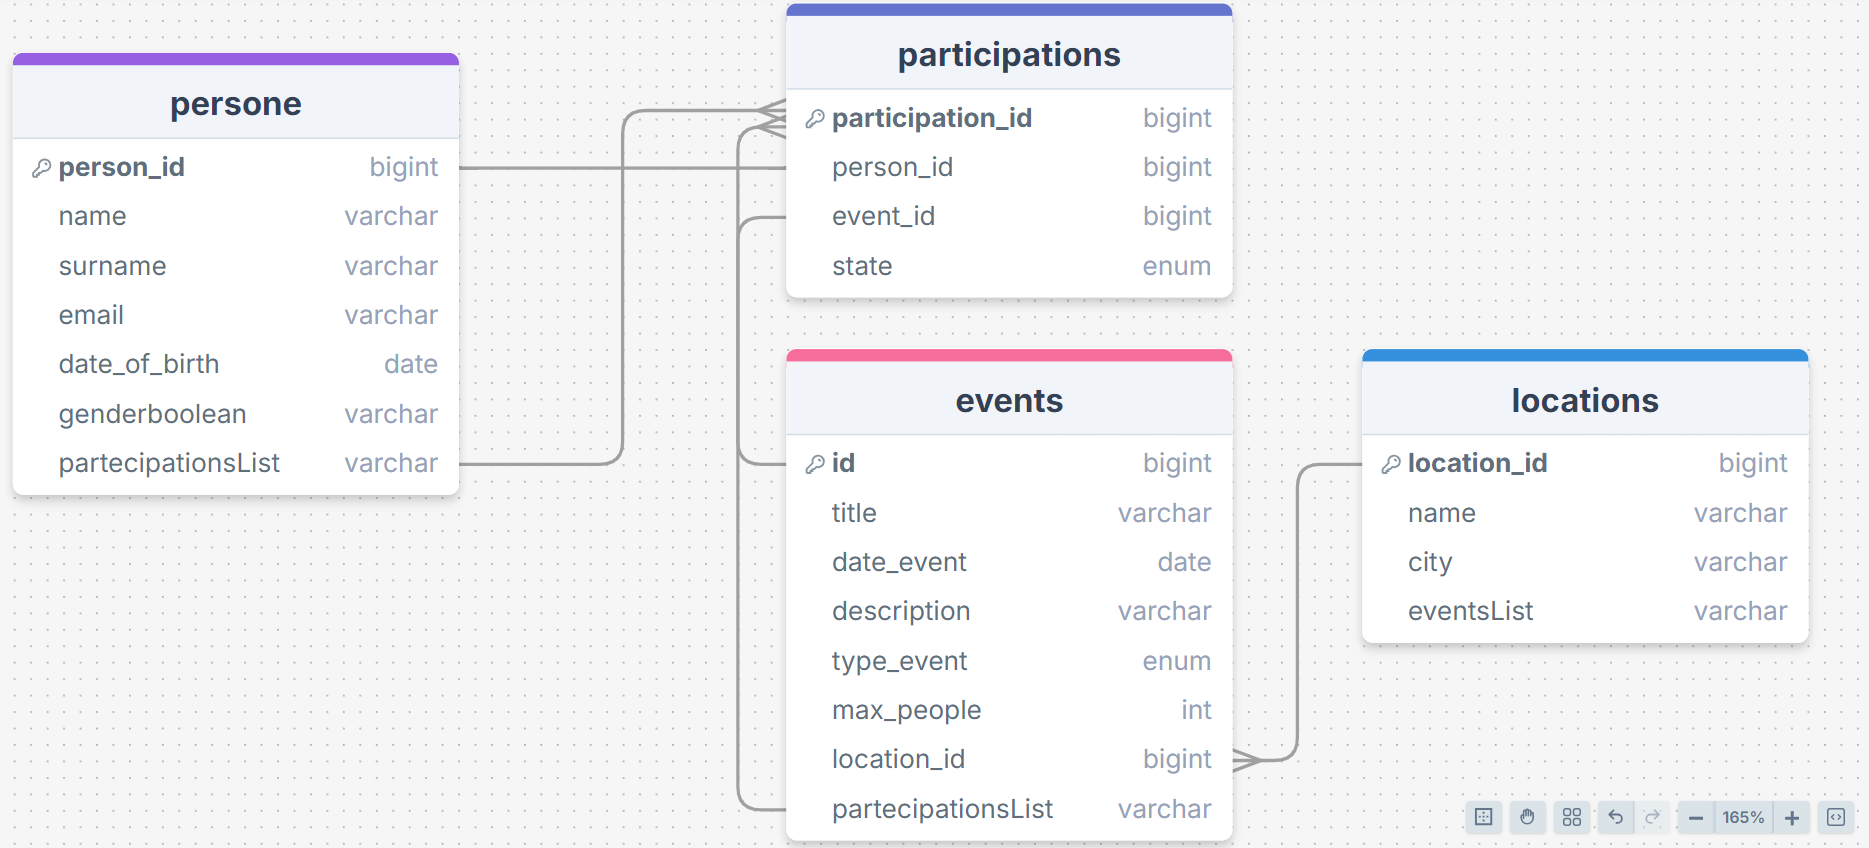 persone
person_id bigint
name varchar
surname varchar
email varchar
date_of_birth date
genderboolean varchar
partecipationsList varchar
participations
participation_id bigint
person_id bigint
event_id bigint
state enum
events
id bigint
title varchar
date_event date
description varchar
type_event enum
max_people int
location_id bigint
partecipationsList varchar
locations
location_id bigint
name varchar
city varchar
eventsList varchar
165%